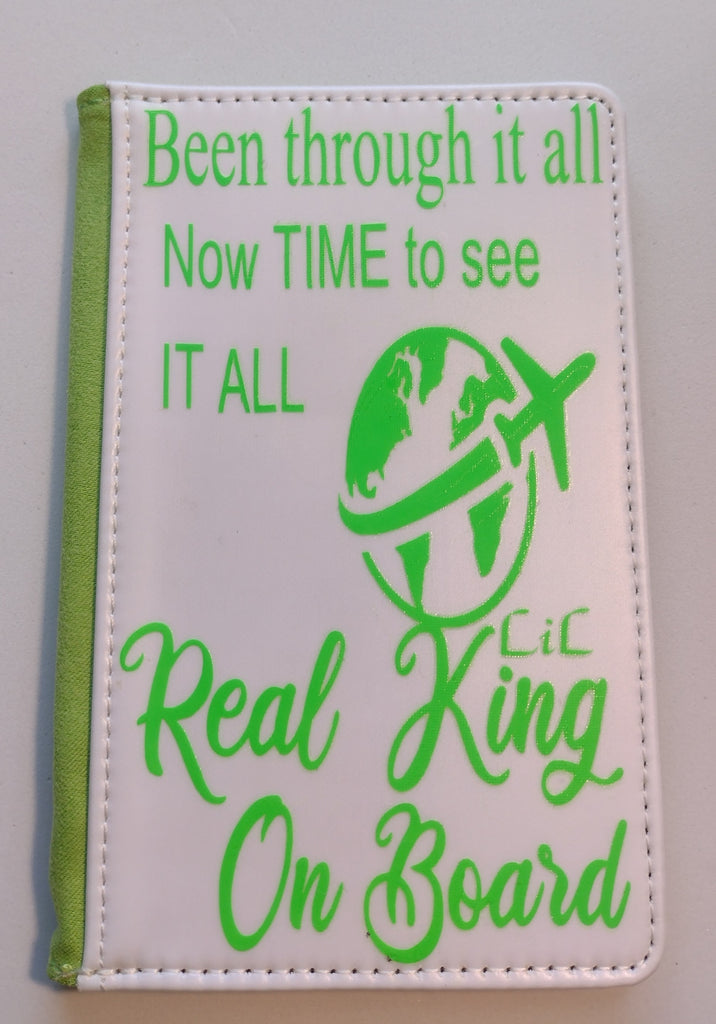 Been through it all
Now TIME to see
IT ALL
LiL
Real King
On Board